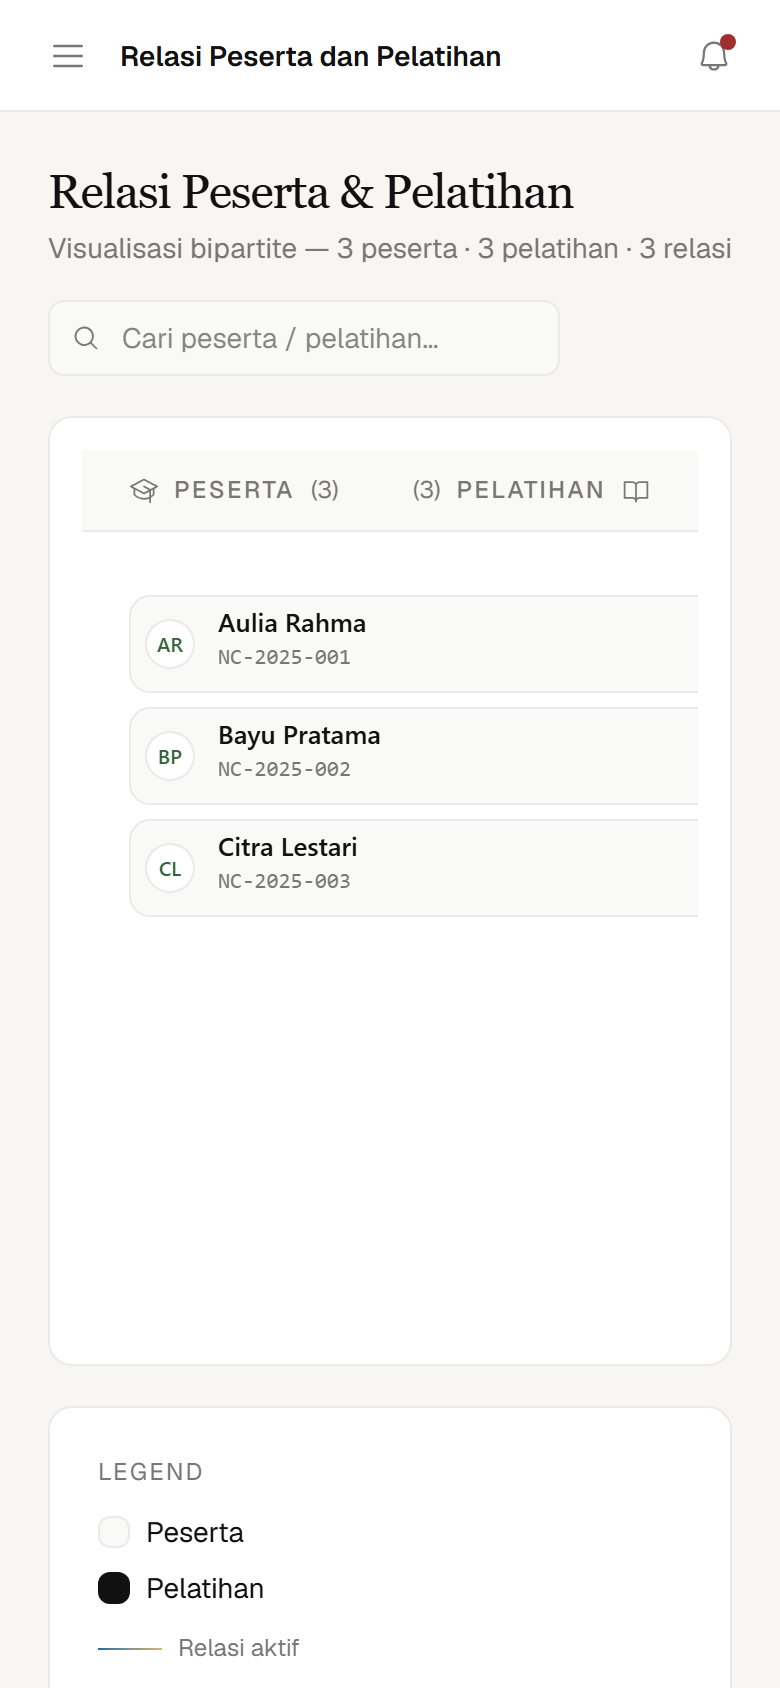 Relasi Peserta dan Pelatihan
Relasi Peserta & Pelatihan
Visualisasi bipartite — 3 peserta · 3 pelatihan · 3 relasi
Cari peserta / pelatihan...
PESERTA (3)
(3) PELATIHAN
AR
Aulia Rahma
NC-2025-001
BP
Bayu Pratama
NC-2025-002
CL
Citra Lestari
NC-2025-003
LEGEND
Peserta
Pelatihan
Relasi aktif